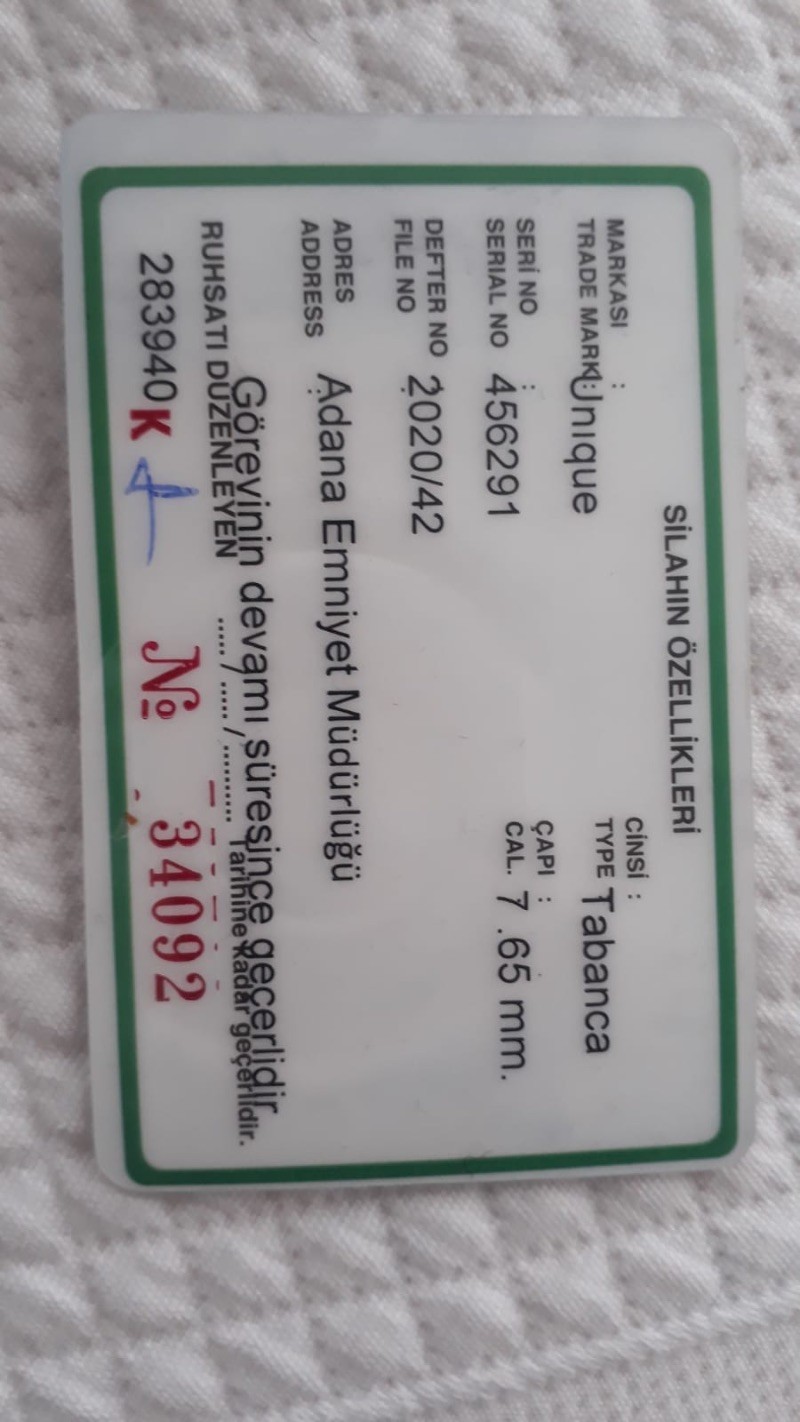 SİLAHIN ÖZELLİKLERİ
MARKASI : CİNSİ :
TRADE MARK Unıque TYPE Tabanca
SERİ NO : ÇAPI :
SERIAL NO 456291 CAL. 7 .65 mm.
DEFTER NO :
FILE NO 2020/42
ADRES :
ADDRESS Adana Emniyet Müdürlüğü
Görevinin devamı süresince geçerlidir.
RUHSATI DÜZENLEYEN ...... / ...... / .......... Tarihine kadar geçerlidir.
283940 K № 34092